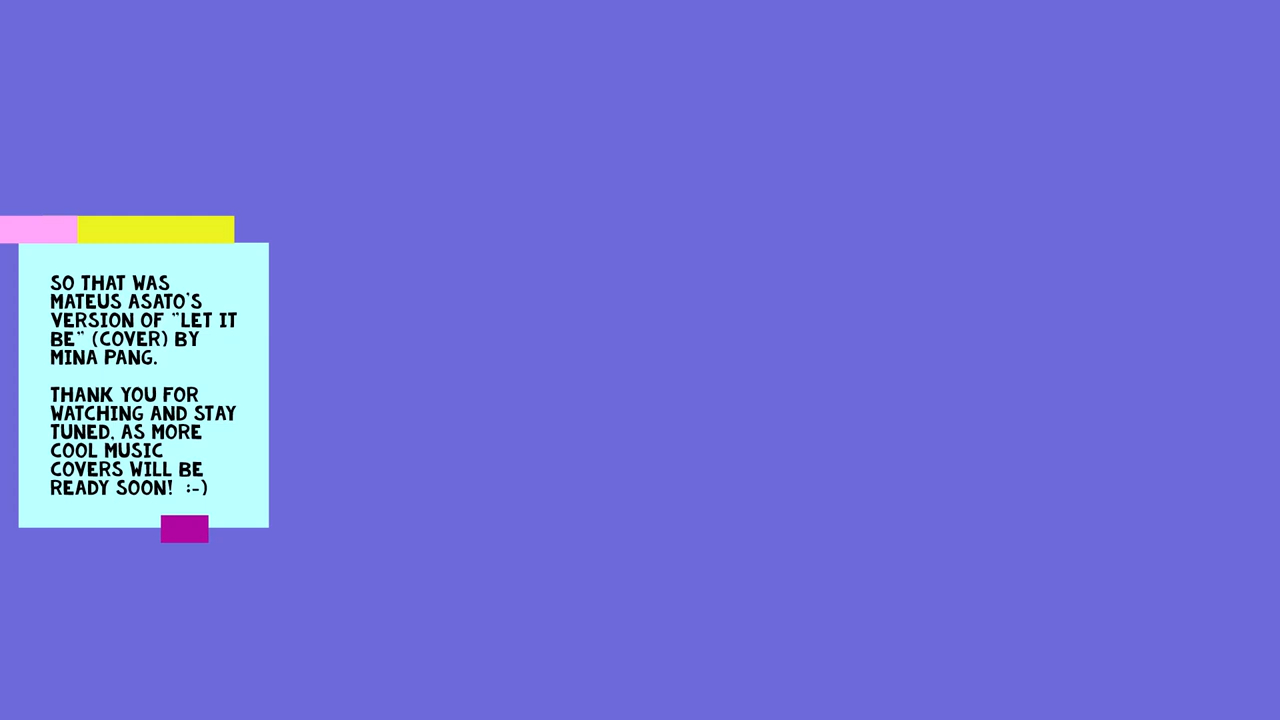 SO THAT WAS
MATEUS ASATO'S
VERSION OF "LET IT
BE" (COVER) BY
MINA PANG.
THANK YOU FOR
WATCHING AND STAY
TUNED, AS MORE
COOL MUSIC
COVERS WILL BE
READY SOON!  :-)